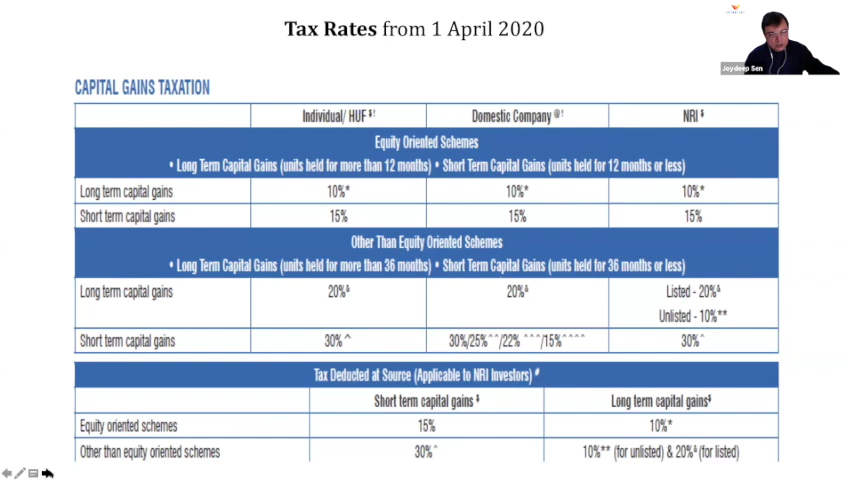 Tax Rates from 1 April 2020
Joydeep Sen
CAPITAL GAINS TAXATION
Individual/ HUF $! Domestic Company @! NRI $
Equity Oriented Schemes
• Long Term Capital Gains (units held for more than 12 months) • Short Term Capital Gains (units held for 12 months or less)
Long term capital gains 10%* 10%* 10%*
Short term capital gains 15% 15% 15%
Other Than Equity Oriented Schemes
• Long Term Capital Gains (units held for more than 36 months) • Short Term Capital Gains (units held for 36 months or less)
Long term capital gains 20%& 20%& Listed - 20%&
Unlisted - 10%**
Short term capital gains 30%^ 30%/25%^^/22%^^^/15%^^^^ 30%^
Tax Deducted at Source (Applicable to NRI Investors) #
Short term capital gains $ Long term capital gains$
Equity oriented schemes 15% 10%*
Other than equity oriented schemes 30%^ 10%** (for unlisted) & 20%& (for listed)